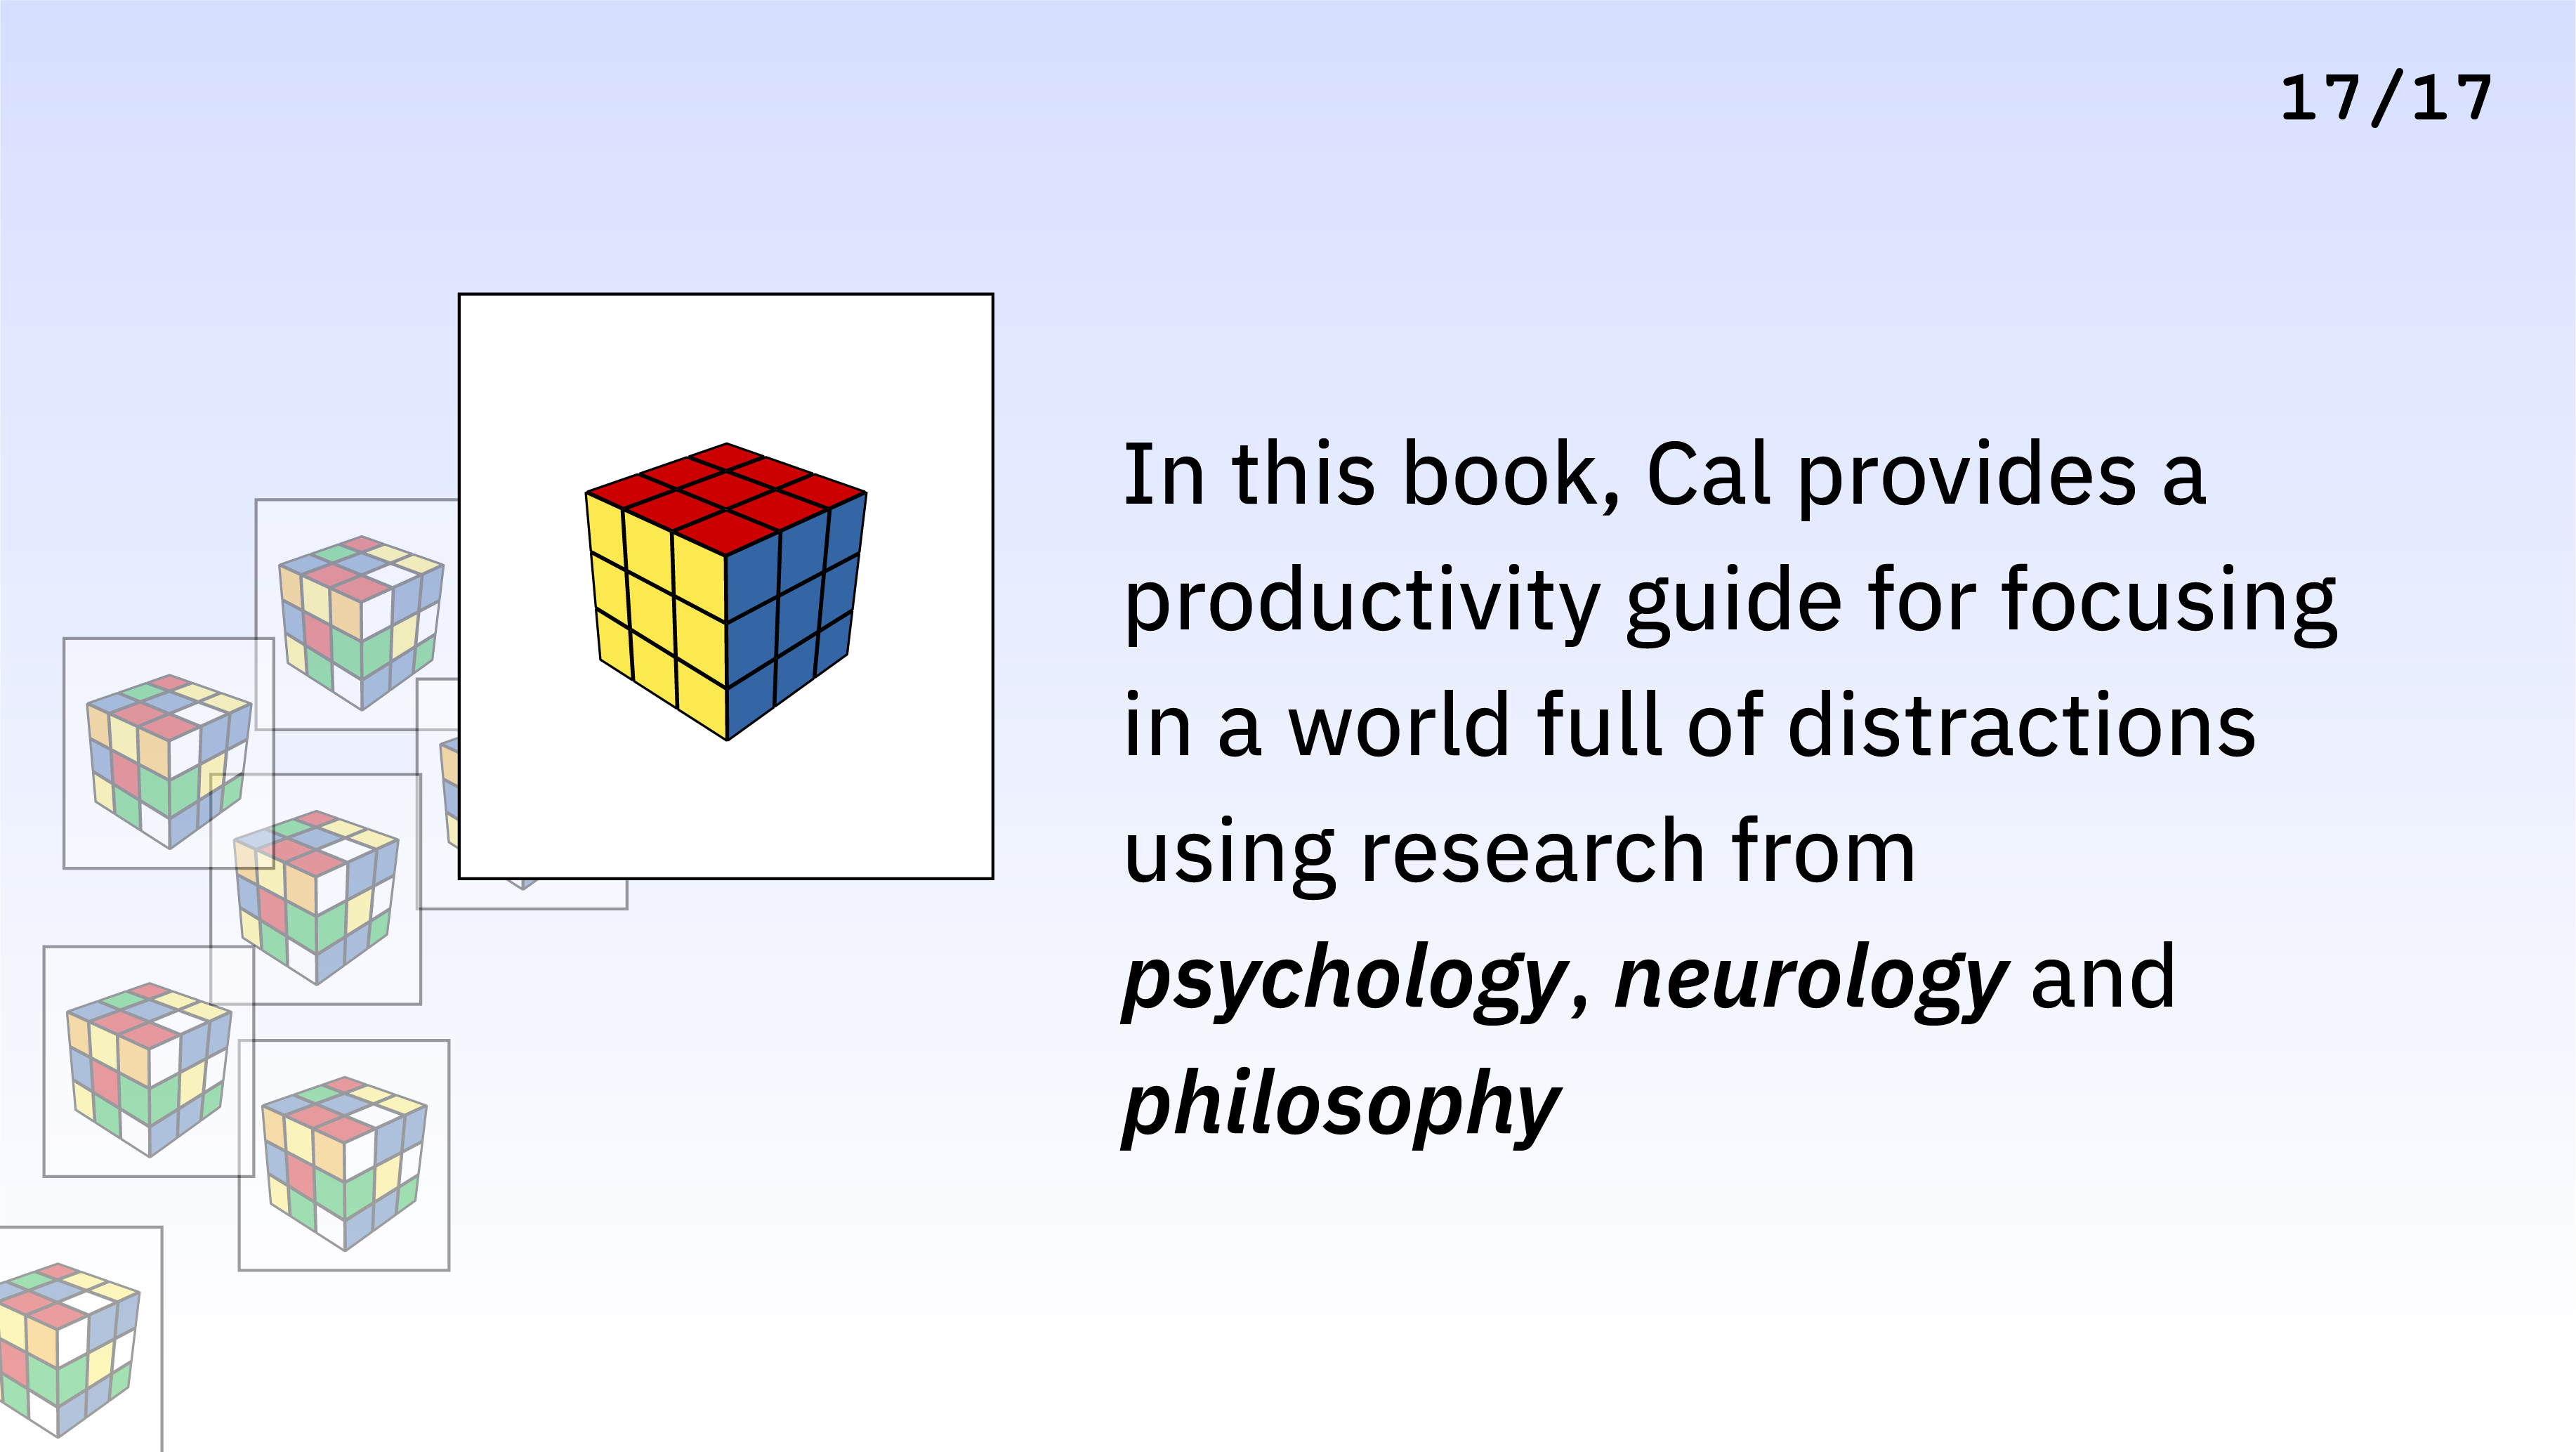 17/17
In this book, Cal provides a
productivity guide for focusing
in a world full of distractions
using research from
psychology, neurology and
philosophy